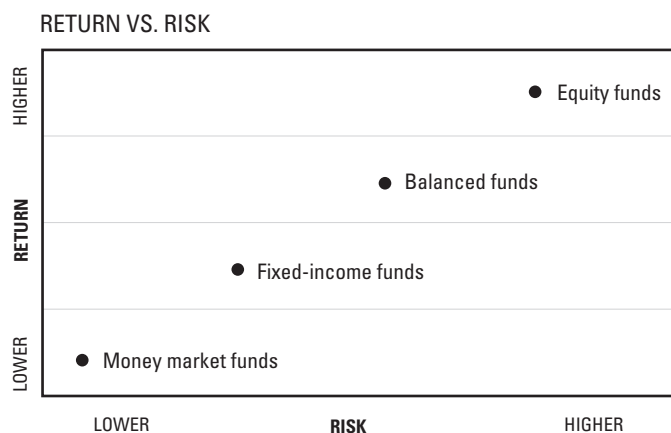 RETURN VS. RISK
HIGHER
Equity funds
Balanced funds
RETURN
Fixed-income funds
LOWER
Money market funds
LOWER
RISK
HIGHER